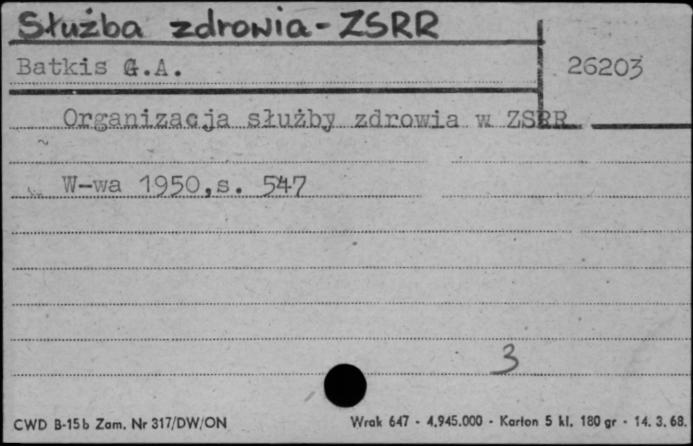 Służba zdrowia - ZSRR
Batkis G.A.
26203
Organizacja służby zdrowia w ZSRR
W-wa 1950,s. 547
3
CWD B-15b Zam. Nr 317/DW/ON
Wrak 647 - 4.945.000 - Karton 5 kl. 180 gr - 14. 3. 68.